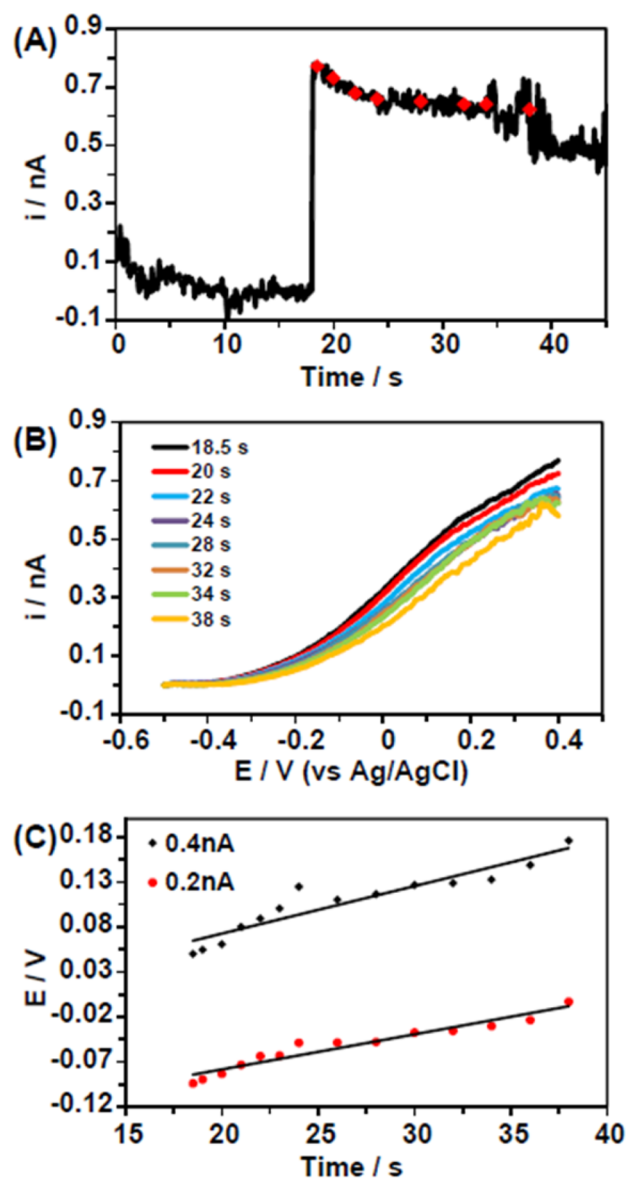 (A)
i / nA
0.9
0.7
0.5
0.3
0.1
-0.1
0 10 20 30 40
Time / s
(B)
i / nA
0.9
0.7
0.5
0.3
0.1
-0.1
18.5 s
20 s
22 s
24 s
28 s
32 s
34 s
38 s
-0.6 -0.4 -0.2 0 0.2 0.4
E / V (vs Ag/AgCl)
(C)
E / V
0.18
0.13
0.08
0.03
-0.02
-0.07
-0.12
0.4nA
0.2nA
15 20 25 30 35 40
Time / s